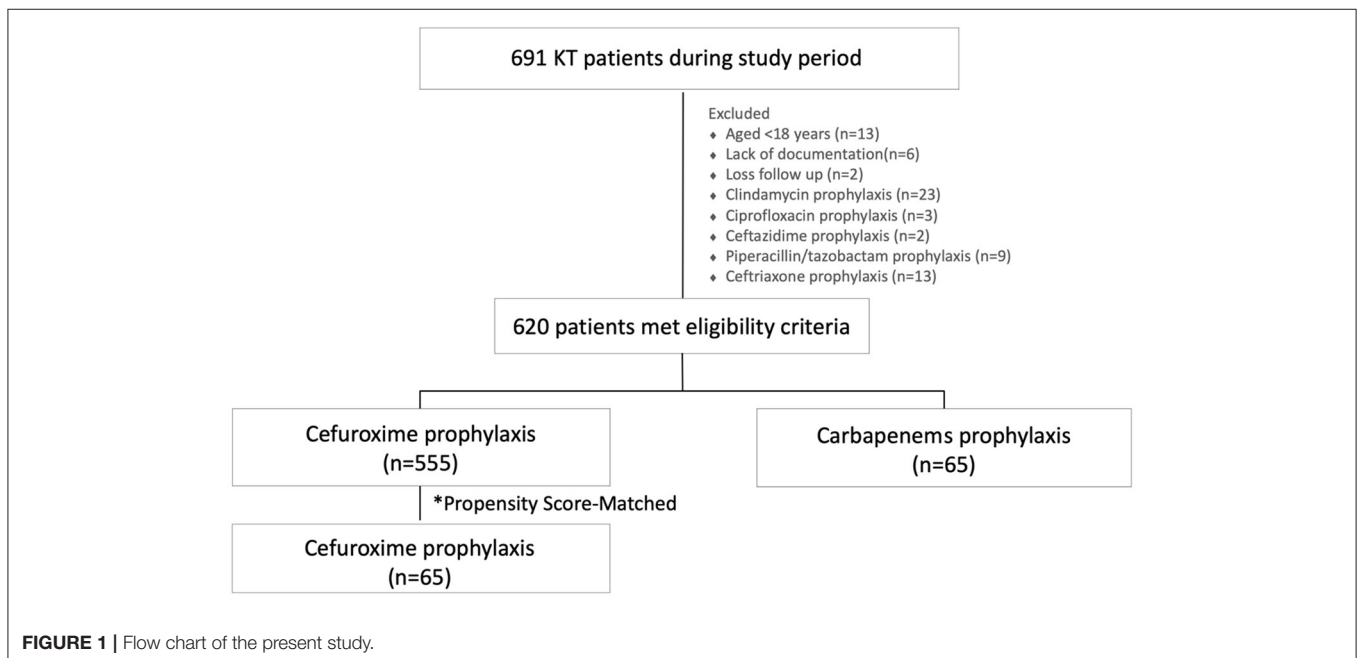 691 KT patients during study period
Excluded
♦ Aged <18 years (n=13)
♦ Lack of documentation(n=6)
♦ Loss follow up (n=2)
♦ Clindamycin prophylaxis (n=23)
♦ Ciprofloxacin prophylaxis (n=3)
♦ Ceftazidime prophylaxis (n=2)
♦ Piperacillin/tazobactam prophylaxis (n=9)
♦ Ceftriaxone prophylaxis (n=13)
620 patients met eligibility criteria
Cefuroxime prophylaxis
(n=555)
Carbapenems prophylaxis
(n=65)
*Propensity Score-Matched
Cefuroxime prophylaxis
(n=65)
FIGURE 1 | Flow chart of the present study.